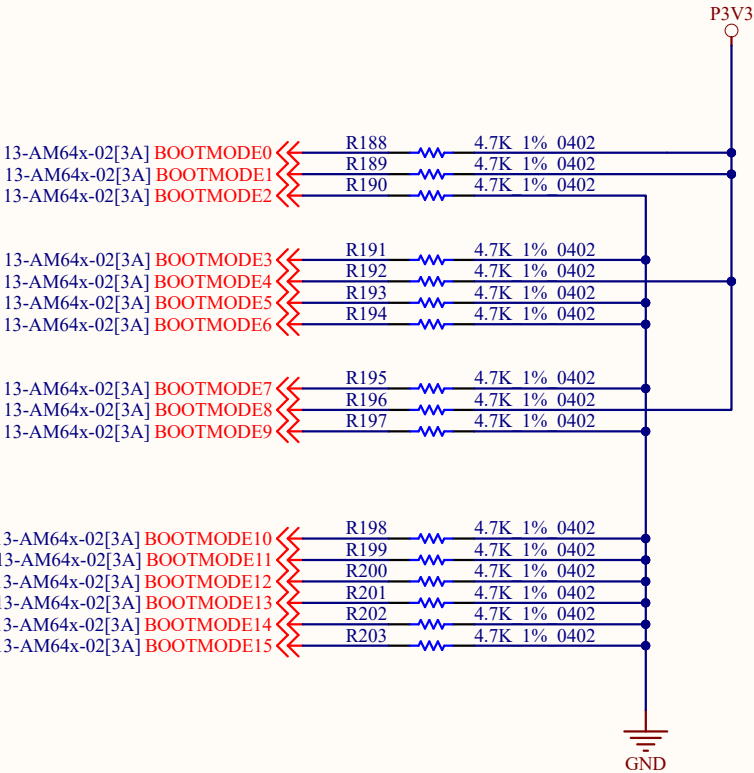 P3V3
13-AM64x-02[3A] BOOTMODE0 R188 4.7K 1% 0402
13-AM64x-02[3A] BOOTMODE1 R189 4.7K 1% 0402
13-AM64x-02[3A] BOOTMODE2 R190 4.7K 1% 0402
13-AM64x-02[3A] BOOTMODE3 R191 4.7K 1% 0402
13-AM64x-02[3A] BOOTMODE4 R192 4.7K 1% 0402
13-AM64x-02[3A] BOOTMODE5 R193 4.7K 1% 0402
13-AM64x-02[3A] BOOTMODE6 R194 4.7K 1% 0402
13-AM64x-02[3A] BOOTMODE7 R195 4.7K 1% 0402
13-AM64x-02[3A] BOOTMODE8 R196 4.7K 1% 0402
13-AM64x-02[3A] BOOTMODE9 R197 4.7K 1% 0402
3-AM64x-02[3A] BOOTMODE10 R198 4.7K 1% 0402
3-AM64x-02[3A] BOOTMODE11 R199 4.7K 1% 0402
3-AM64x-02[3A] BOOTMODE12 R200 4.7K 1% 0402
3-AM64x-02[3A] BOOTMODE13 R201 4.7K 1% 0402
3-AM64x-02[3A] BOOTMODE14 R202 4.7K 1% 0402
3-AM64x-02[3A] BOOTMODE15 R203 4.7K 1% 0402
GND